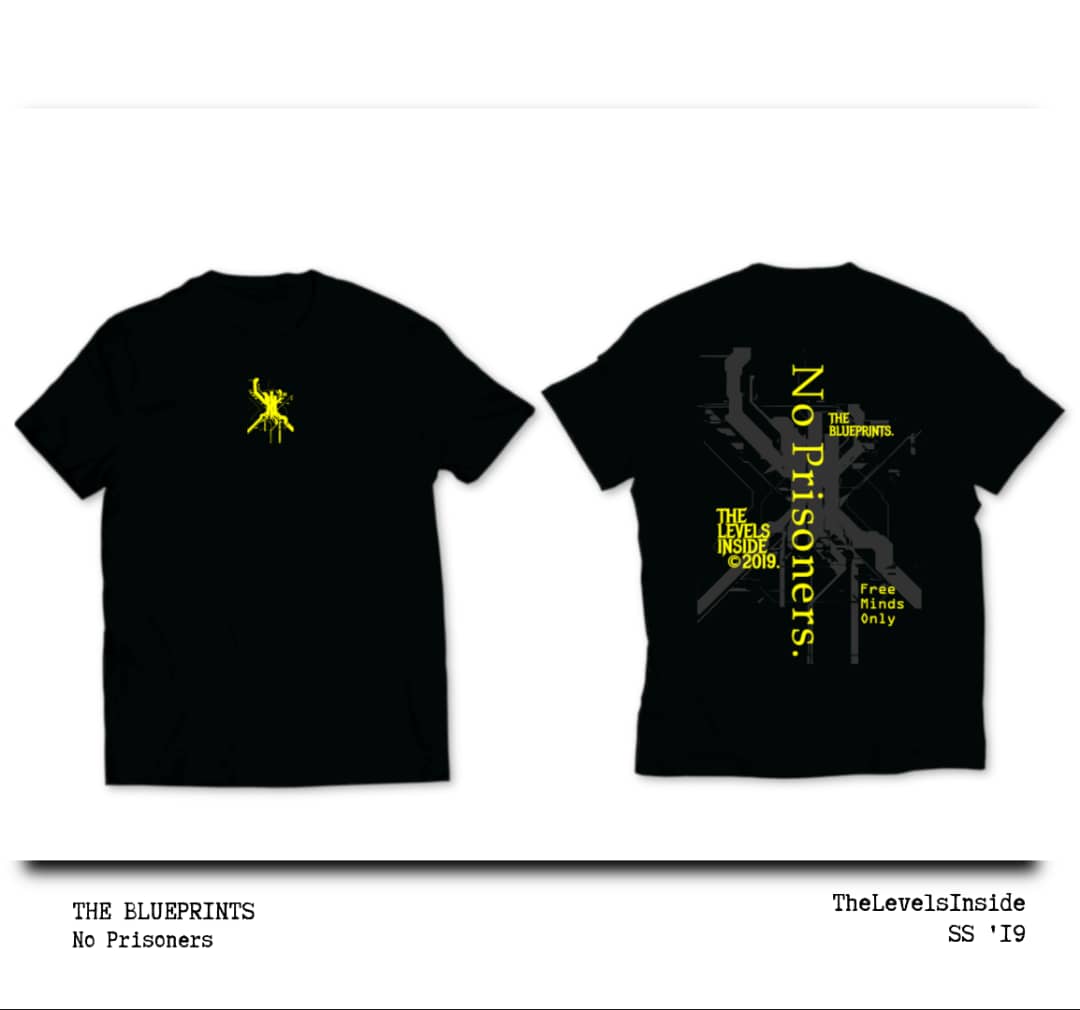 No Prisoners.
THE
BLUEPRINTS.
THE
LEVELS
INSIDE
©2019.
Free
Minds
Only
THE BLUEPRINTS
No Prisoners
TheLevelsInside
SS 'I9